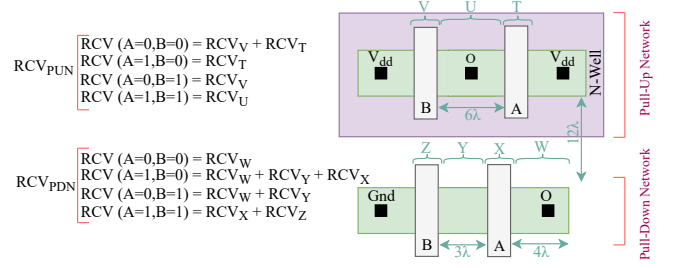 RCV_PUN
RCV (A=0,B=0) = RCV_V + RCV_T
RCV (A=1,B=0) = RCV_T
RCV (A=0,B=1) = RCV_V
RCV (A=1,B=1) = RCV_U
V U T
V_dd O V_dd
B A
6λ
N-Well
Pull-Up Network
12λ
RCV_PDN
RCV (A=0,B=0) = RCV_W
RCV (A=1,B=0) = RCV_W + RCV_Y + RCV_X
RCV (A=0,B=1) = RCV_W + RCV_Y
RCV (A=1,B=1) = RCV_X + RCV_Z
Z Y X W
Gnd O
B A
3λ 4λ
Pull-Down Network